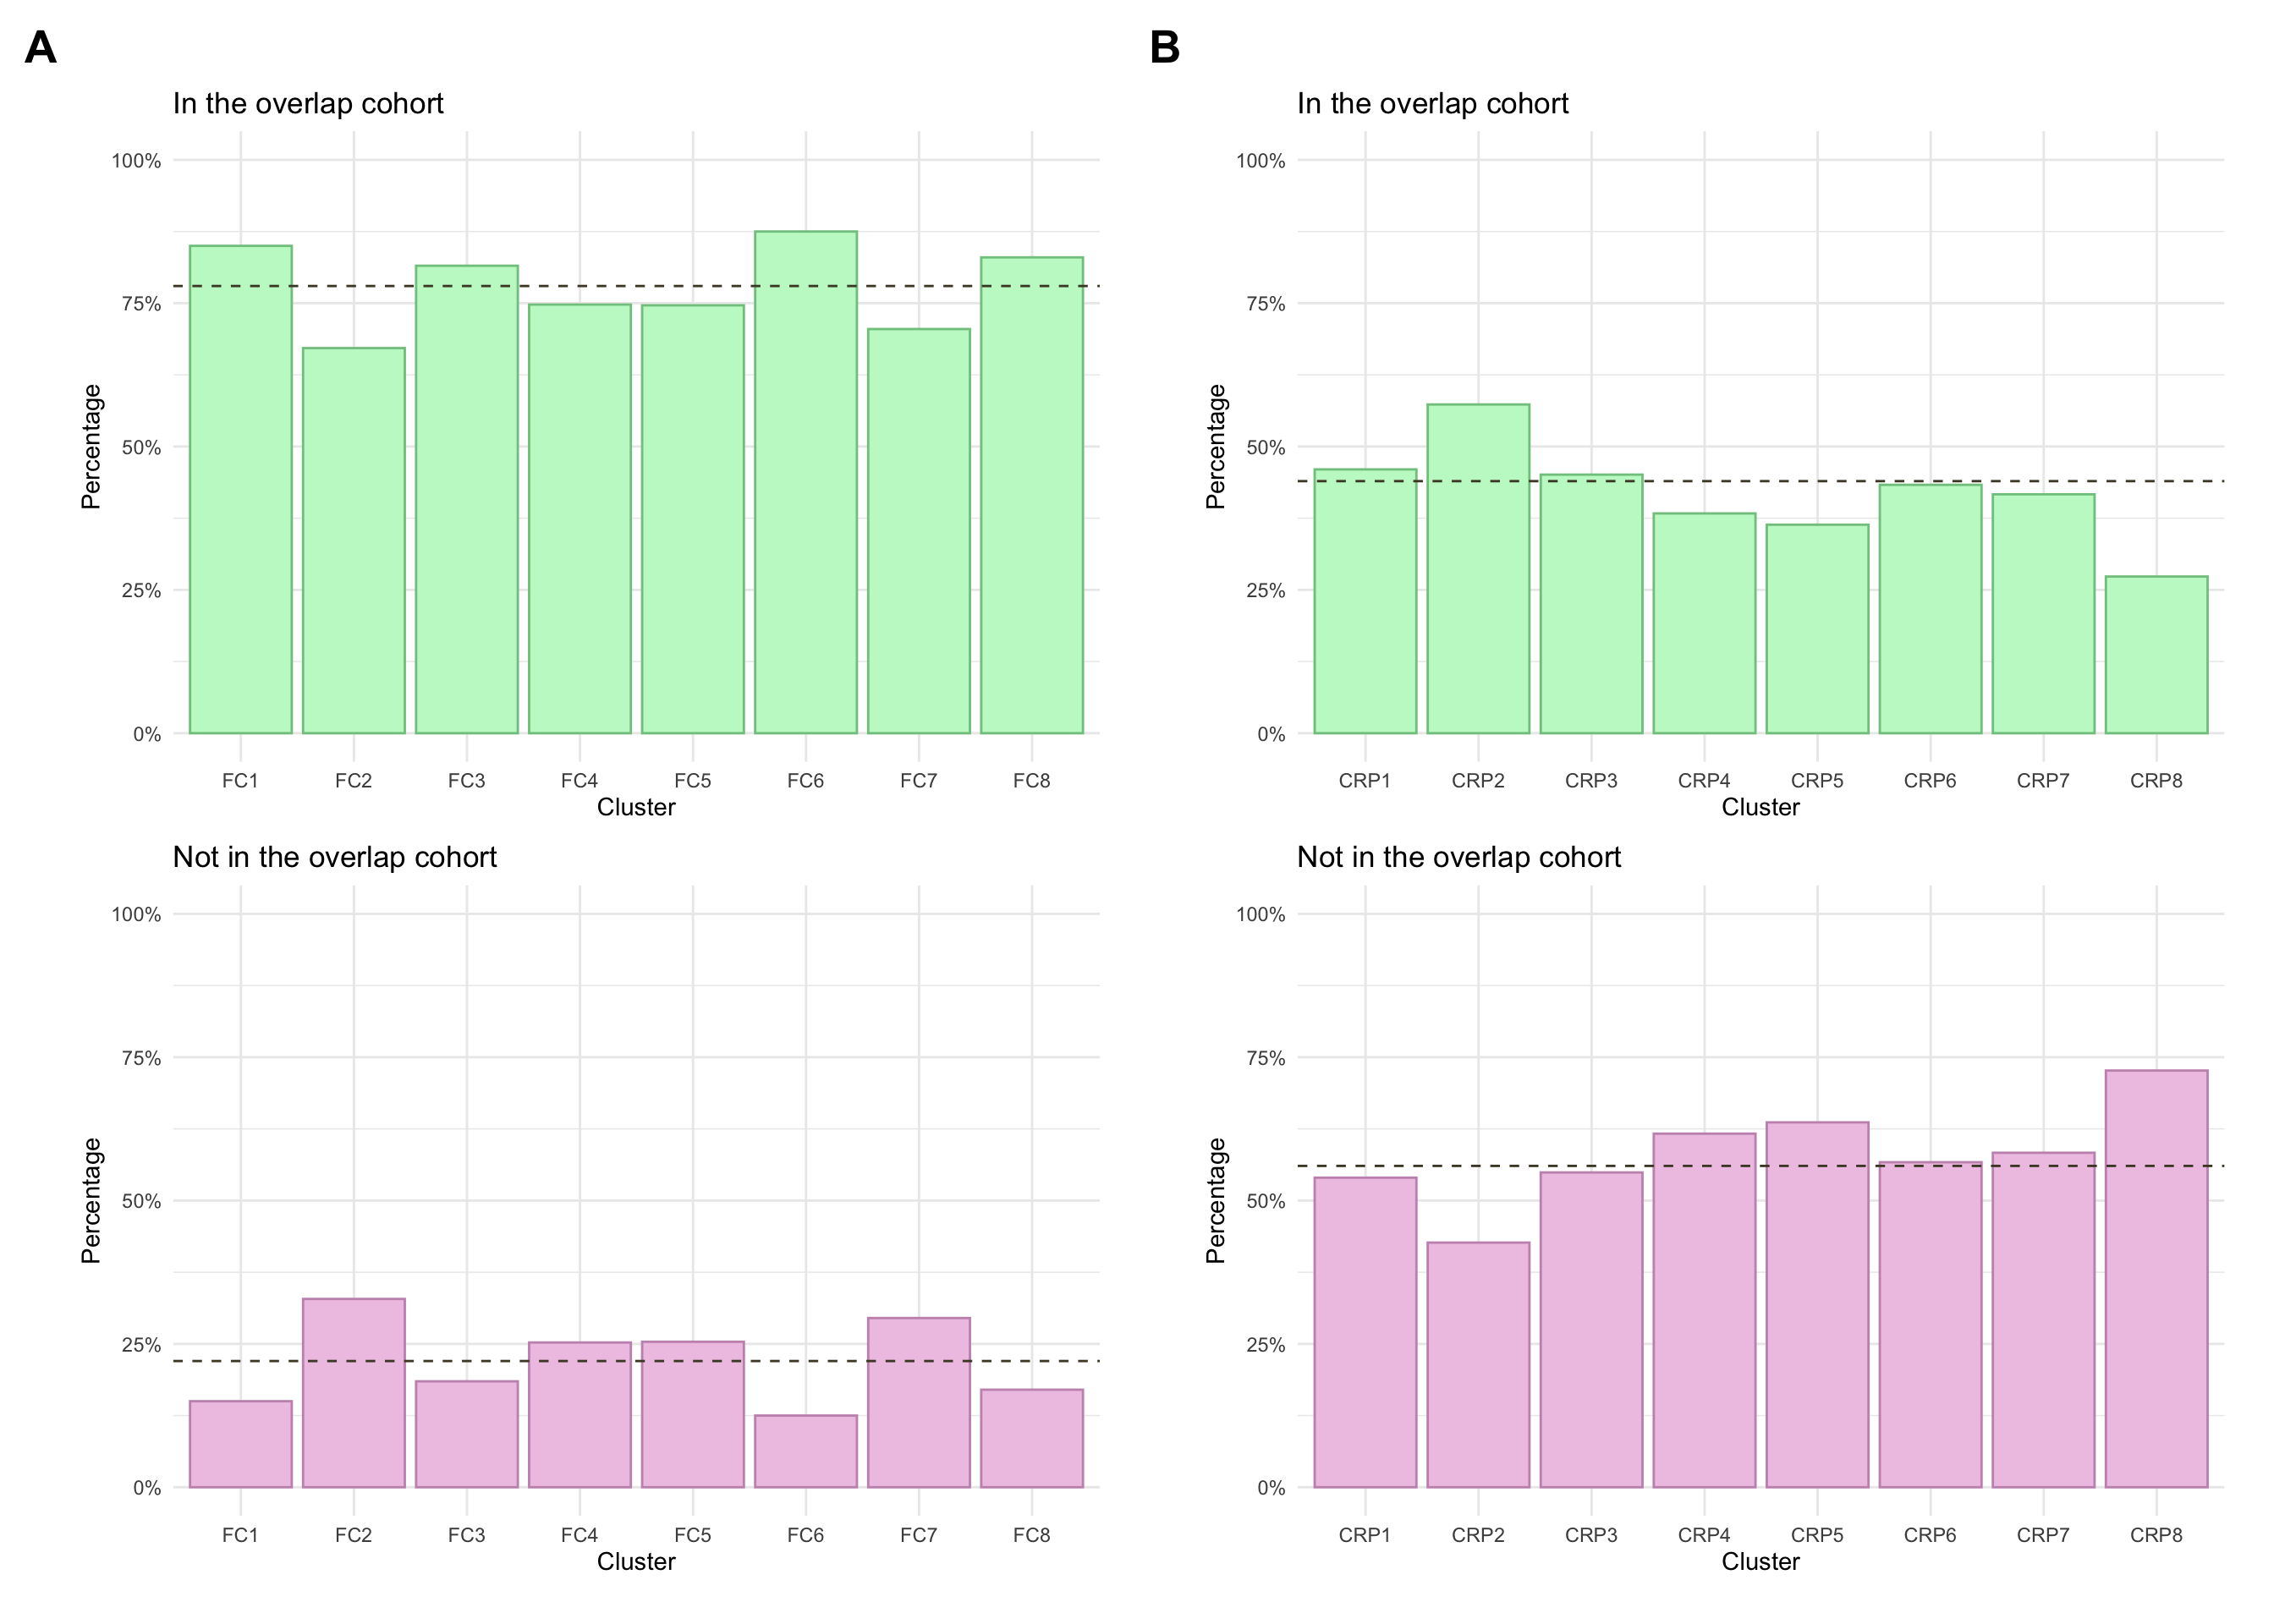 A
In the overlap cohort
Percentage
100%
75%
50%
25%
0%
FC1 FC2 FC3 FC4 FC5 FC6 FC7 FC8
Cluster
Not in the overlap cohort
Percentage
100%
75%
50%
25%
0%
FC1 FC2 FC3 FC4 FC5 FC6 FC7 FC8
Cluster
B
In the overlap cohort
Percentage
100%
75%
50%
25%
0%
CRP1 CRP2 CRP3 CRP4 CRP5 CRP6 CRP7 CRP8
Cluster
Not in the overlap cohort
Percentage
100%
75%
50%
25%
0%
CRP1 CRP2 CRP3 CRP4 CRP5 CRP6 CRP7 CRP8
Cluster